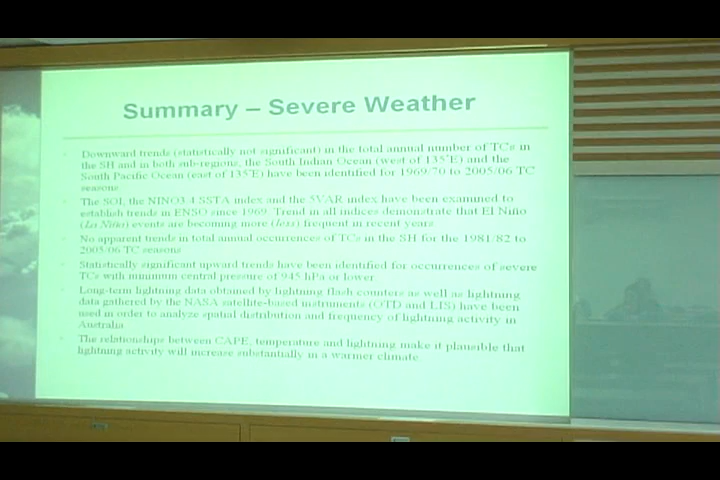 Summary – Severe Weather
Downward trends (statistically not significant) in the total annual number of TCs in
the SH and in both sub-regions, the South Indian Ocean (west of 135°E) and the
South Pacific Ocean (east of 135°E) have been identified for 1969/70 to 2005/06 TC
seasons
The SOI, the NINO3.4 SSTA index and the 5VAR index have been examined to
establish trends in ENSO since 1969. Trend in all indices demonstrate that El Niño
(La Niña) events are becoming more (less) frequent in recent years.
No apparent trends in total annual occurrences of TCs in the SH for the 1981/82 to
2005/06 TC seasons
Statistically significant upward trends have been identified for occurrences of severe
TCs with minimum central pressure of 945 hPa or lower.
Long-term lightning data obtained by lightning flash counters as well as lightning
data gathered by the NASA satellite-based instruments (OTD and LIS) have been
used in order to analyze spatial distribution and frequency of lightning activity in
Australia
The relationships between CAPE, temperature and lightning make it plausible that
lightning activity will increase substantially in a warmer climate.